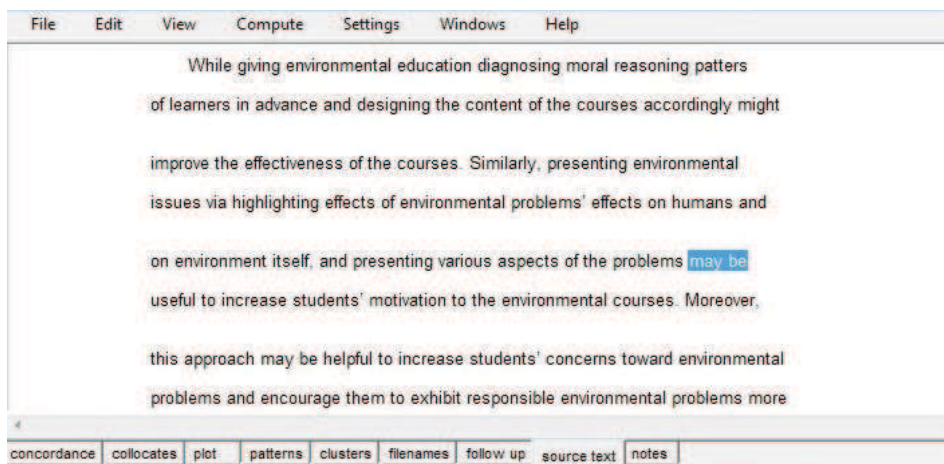 File Edit View Compute Settings Windows Help
While giving environmental education diagnosing moral reasoning patters
of learners in advance and designing the content of the courses accordingly might
improve the effectiveness of the courses. Similarly, presenting environmental
issues via highlighting effects of environmental problems' effects on humans and
on environment itself, and presenting various aspects of the problems may be
useful to increase students' motivation to the environmental courses. Moreover,
this approach may be helpful to increase students' concerns toward environmental
problems and encourage them to exhibit responsible environmental problems more
concordance collocates plot patterns clusters filenames follow up source text notes